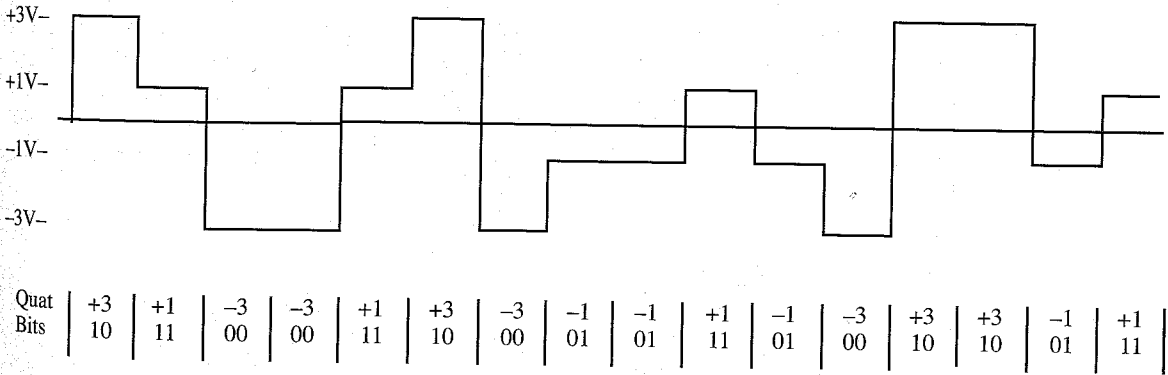 +3V–
+1V–
–1V–
–3V–
Quat +3 +1 –3 –3 +1 +3 –3 –1 –1 +1 –1 –3 +3 +3 –1 +1
Bits 10 11 00 00 11 10 00 01 01 11 01 00 10 10 01 11